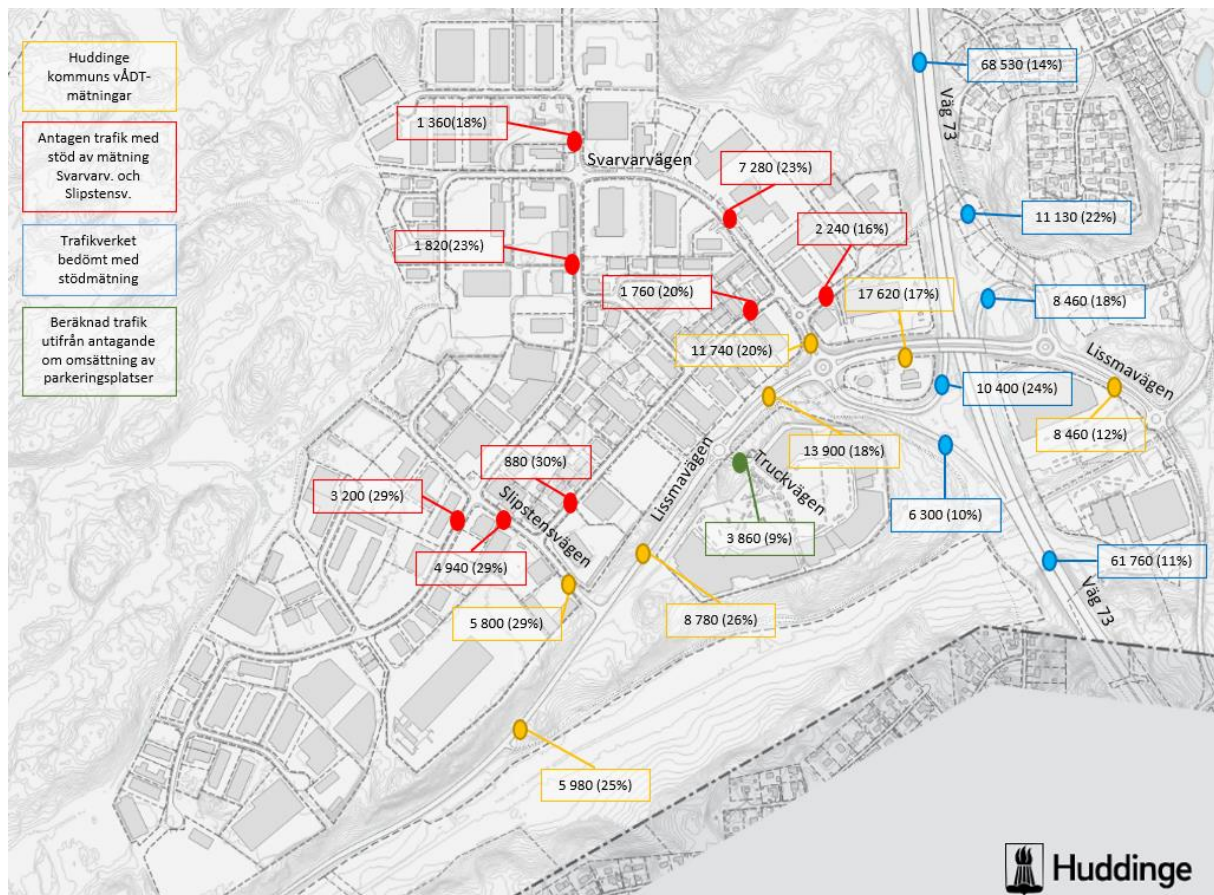 Huddinge
kommuns vÅDT-
mätningar
Antagen trafik med
stöd av mätning
Svarvarv. och
Slipstensv.
Trafikverket
bedömt med
stödmätning
Beräknad trafik
utifrån antagande
om omsättning av
parkeringsplatser
68 530 (14%)
Väg 73
1 360(18%)
Svarvarvägen
7 280 (23%)
11 130 (22%)
2 240 (16%)
1 820(23%)
1 760 (20%)
17 620 (17%)
8 460 (18%)
11 740 (20%)
Lissmavägen
10 400 (24%)
8 460 (12%)
13 900 (18%)
Lissmavägen
Truckvägen
880 (30%)
3 200 (29%)
Slipstensvägen
6 300 (10%)
3 860 (9%)
4 940 (29%)
61 760 (11%)
Väg 73
5 800 (29%)
8 780 (26%)
5 980 (25%)
Huddinge